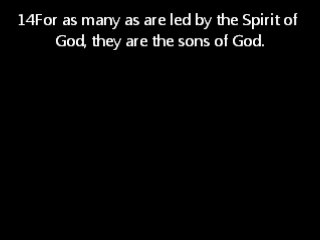 14For as many as are led by the Spirit of
God, they are the sons of God.